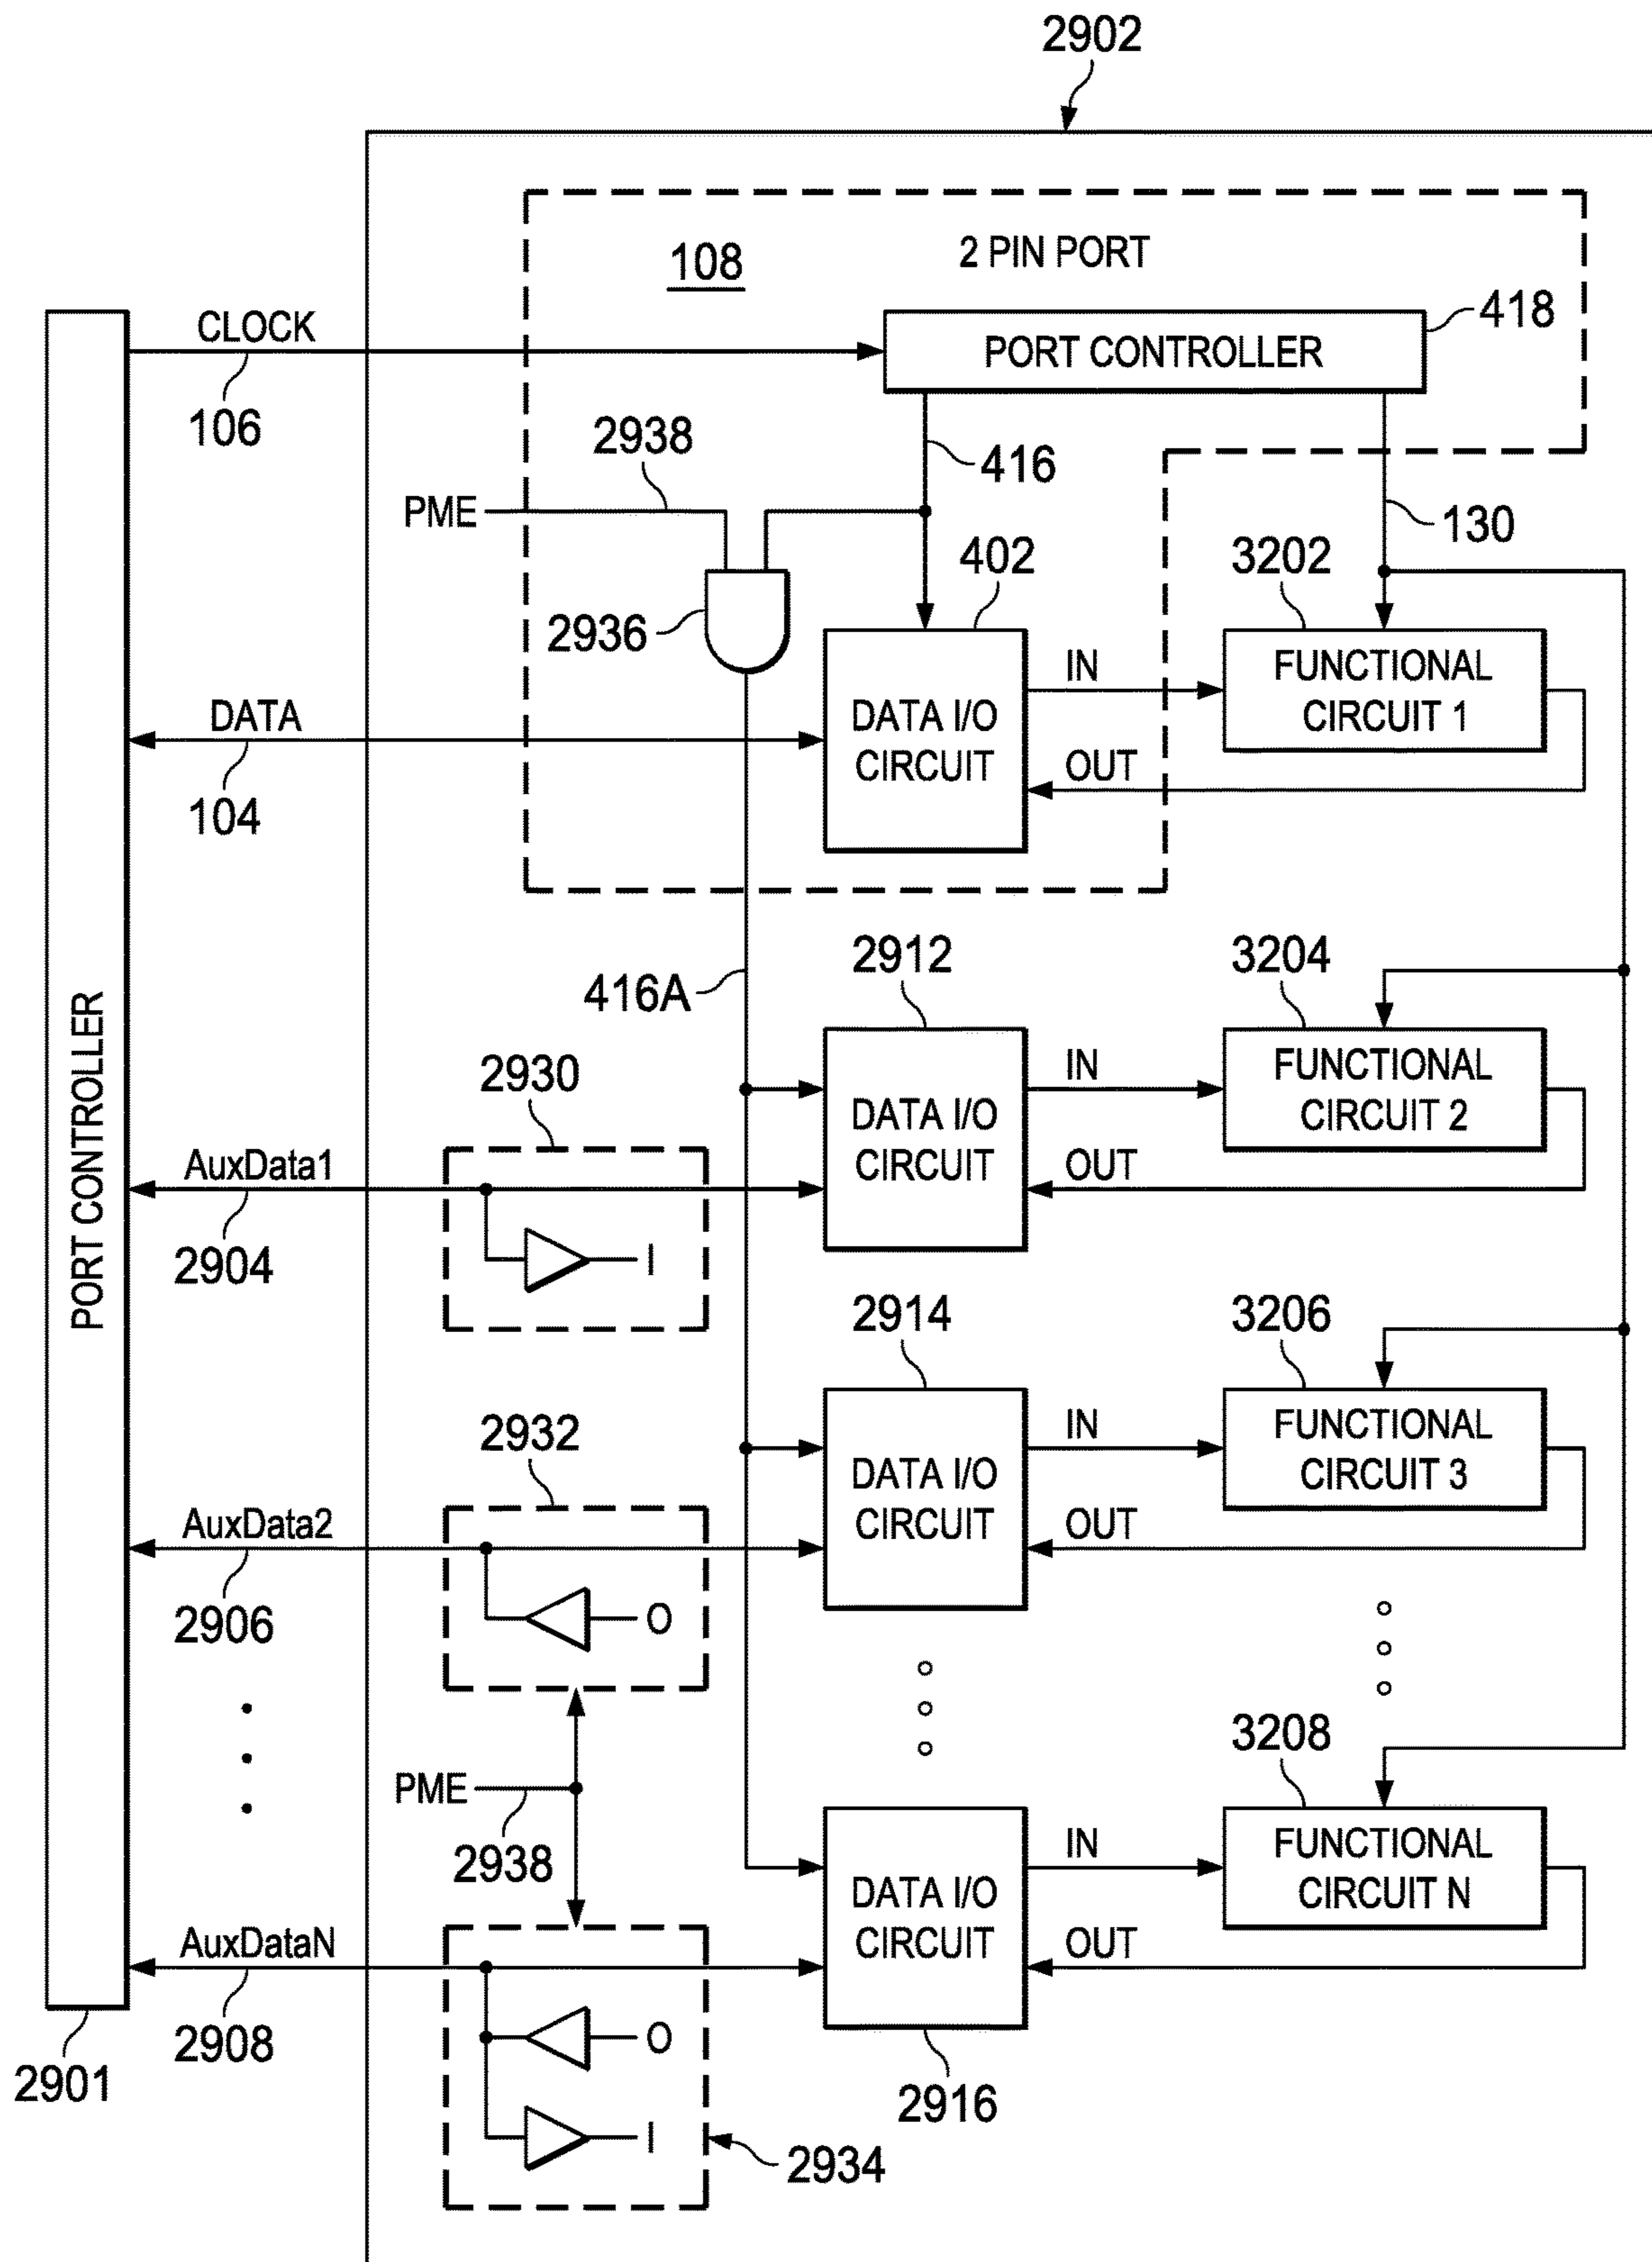 2902
108
2 PIN PORT
418
CLOCK
PORT CONTROLLER
106
2938
416
PME
130
402
3202
2936
IN
FUNCTIONAL
CIRCUIT 1
DATA
DATA I/O
CIRCUIT
OUT
104
2912
3204
416A
PORT CONTROLLER
2930
IN
FUNCTIONAL
CIRCUIT 2
DATA I/O
CIRCUIT
AuxData1
OUT
2904
I
2914
3206
2932
IN
FUNCTIONAL
CIRCUIT 3
DATA I/O
CIRCUIT
AuxData2
OUT
2906
O
3208
PME
2938
IN
FUNCTIONAL
CIRCUIT N
DATA I/O
CIRCUIT
AuxDataN
OUT
2908
O
2901
2916
I
2934